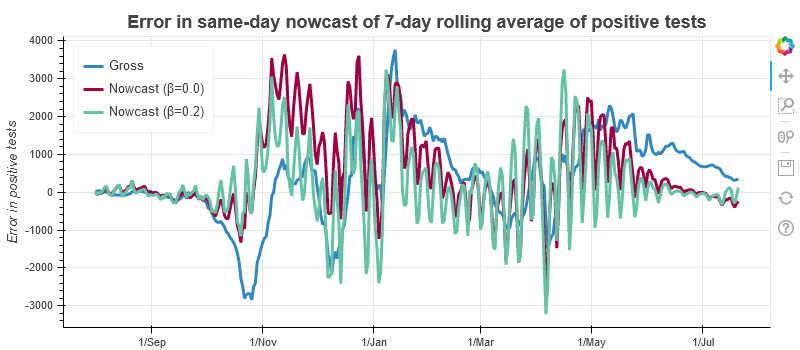 Error in same-day nowcast of 7-day rolling average of positive tests
Gross
Nowcast (β=0.0)
Nowcast (β=0.2)
Error in positive tests
4000
3000
2000
1000
0
-1000
-2000
-3000
1/Sep
1/Nov
1/Jan
1/Mar
1/May
1/Jul